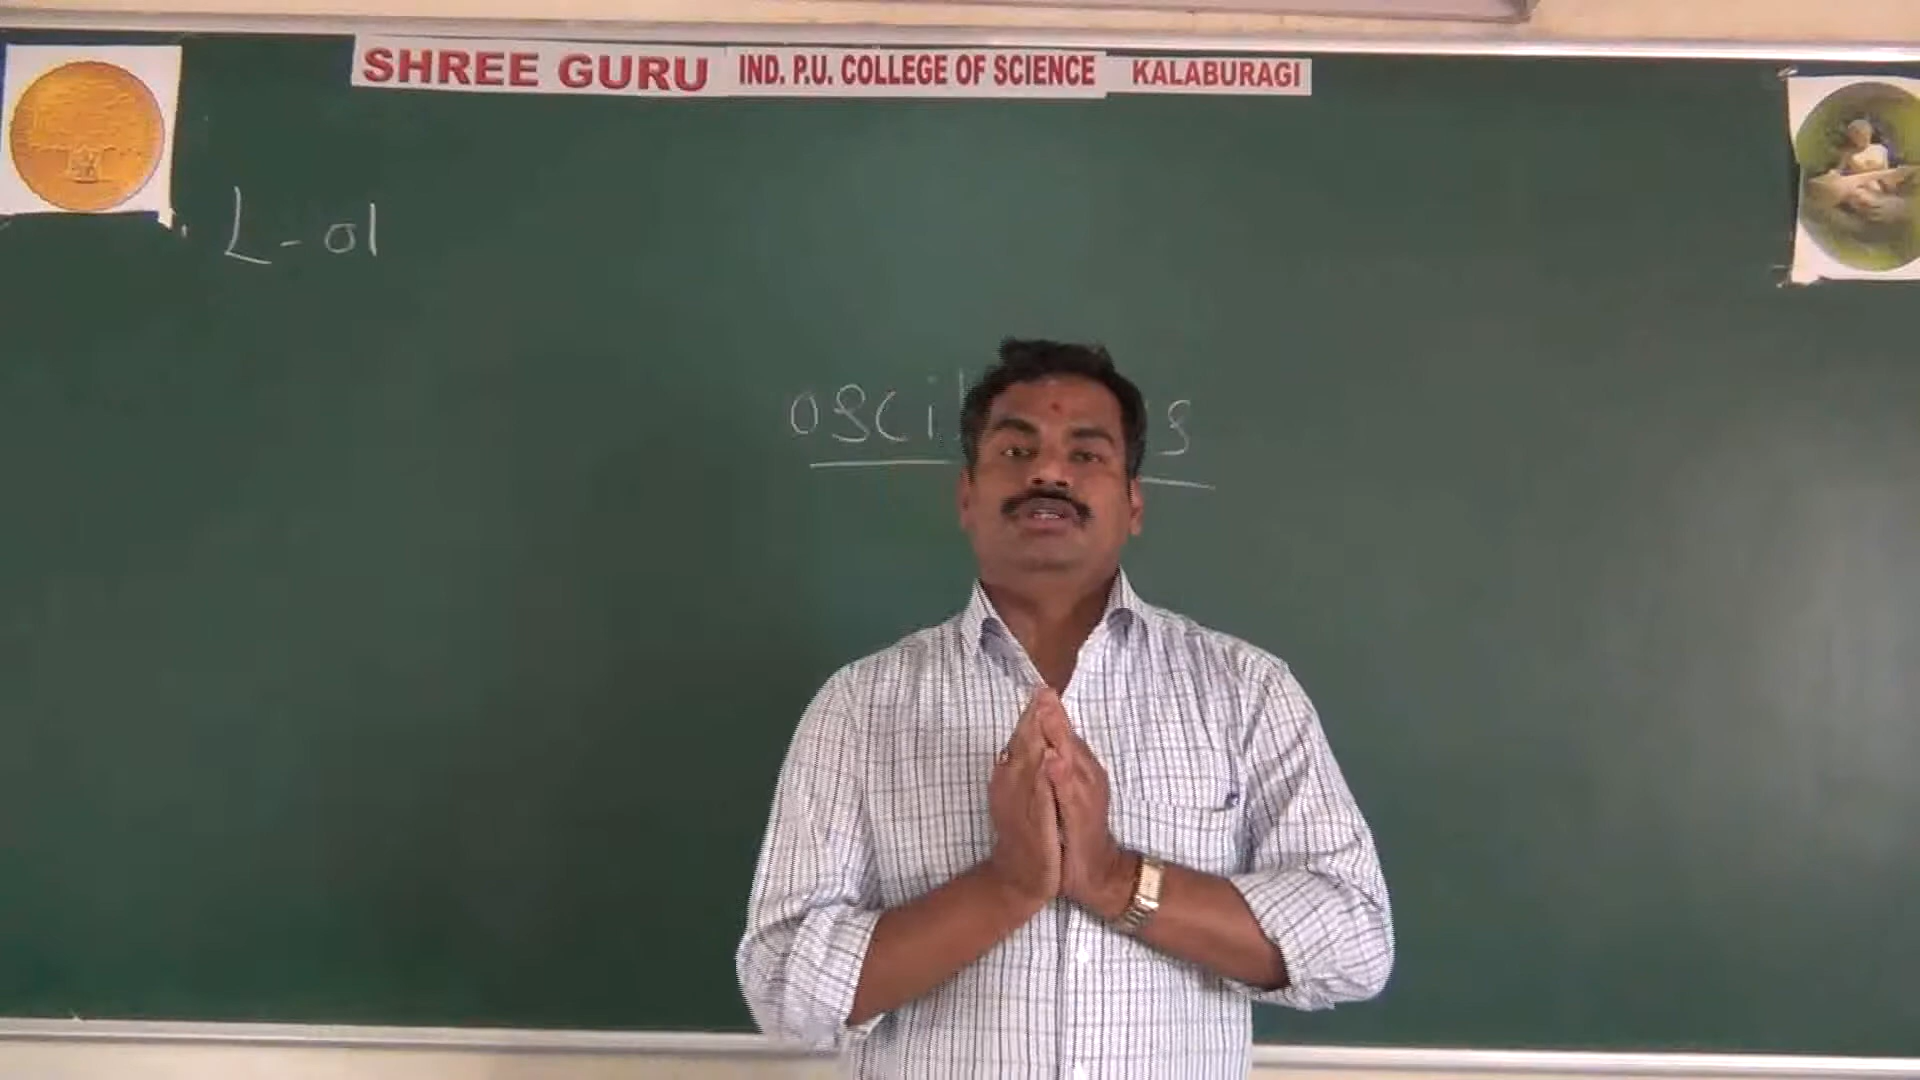 SHREE GURU IND. P.U. COLLEGE OF SCIENCE KALABURAGI
L-01